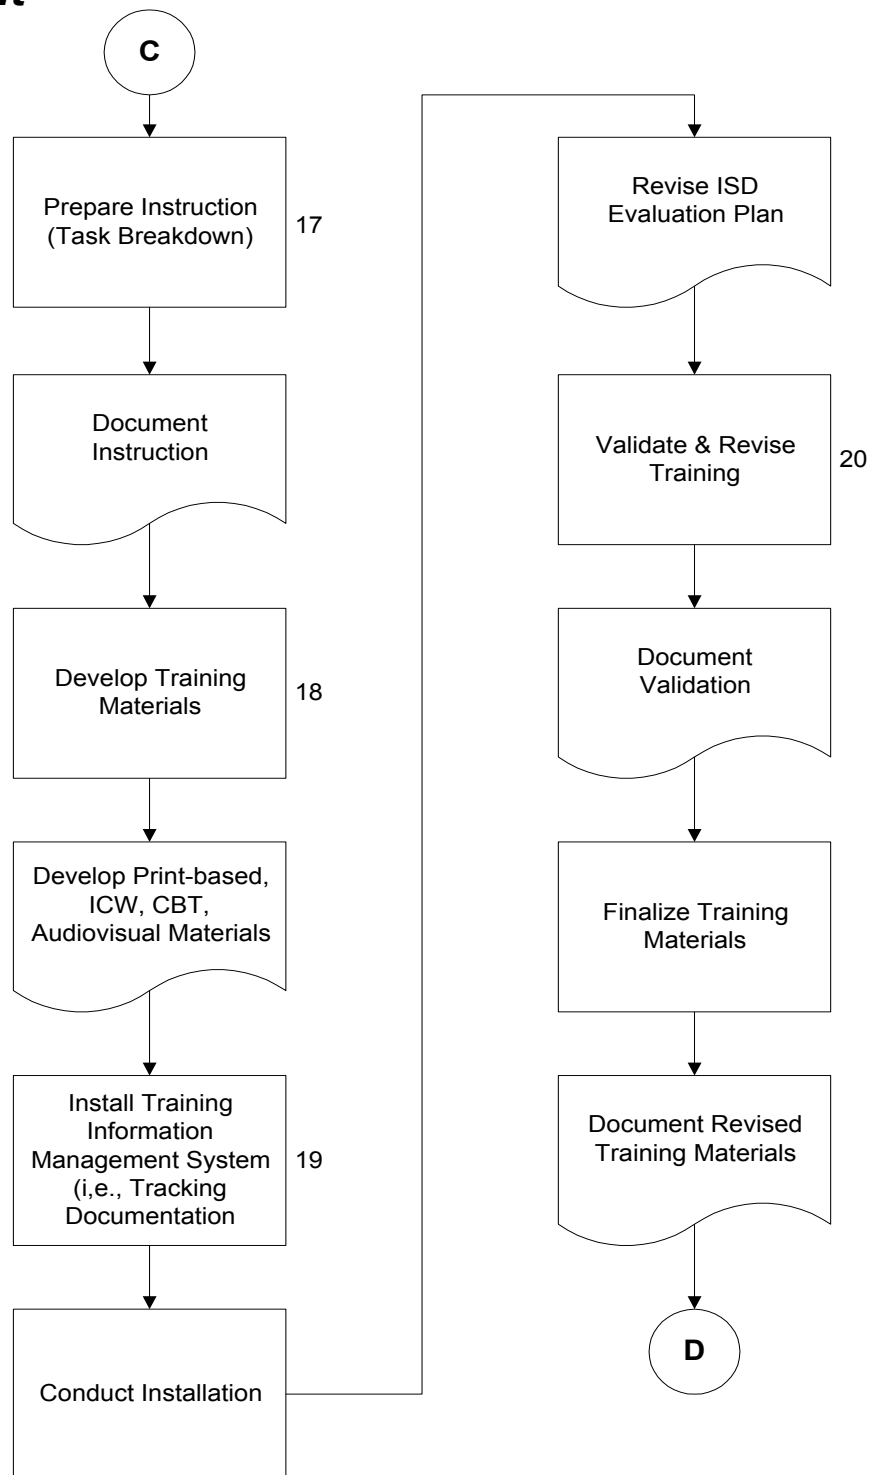 C
Prepare Instruction
(Task Breakdown)
17
Document
Instruction
Develop Training
Materials
18
Develop Print-based,
ICW, CBT,
Audiovisual Materials
Install Training
Information
Management System
(i,e., Tracking
Documentation
19
Conduct Installation
Revise ISD
Evaluation Plan
Validate & Revise
Training
20
Document
Validation
Finalize Training
Materials
Document Revised
Training Materials
D